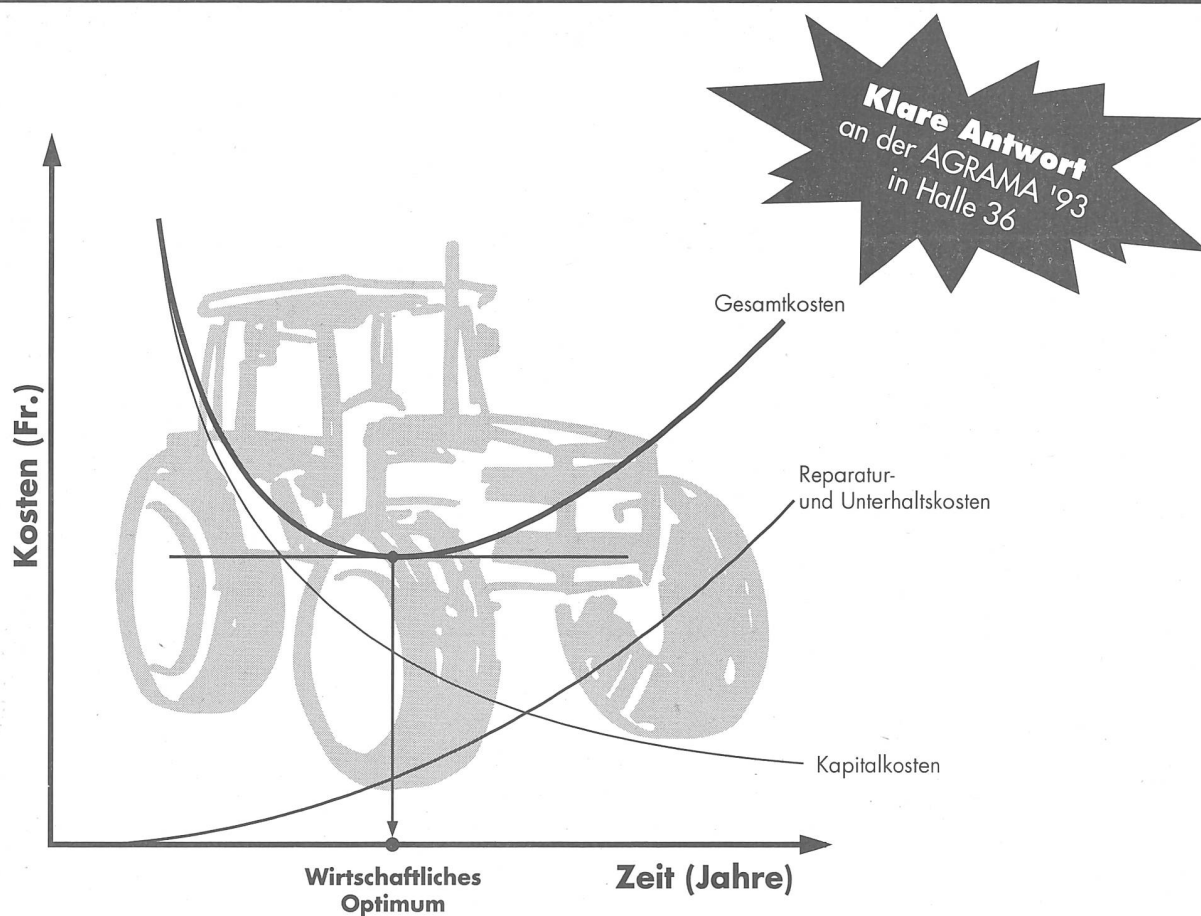 Klare Antwort
an der AGRAMA '93
in Halle 36
Gesamtkosten
Kosten (Fr.)
Reparatur-
und Unterhaltskosten
Kapitalkosten
Wirtschaftliches
Optimum
Zeit (Jahre)